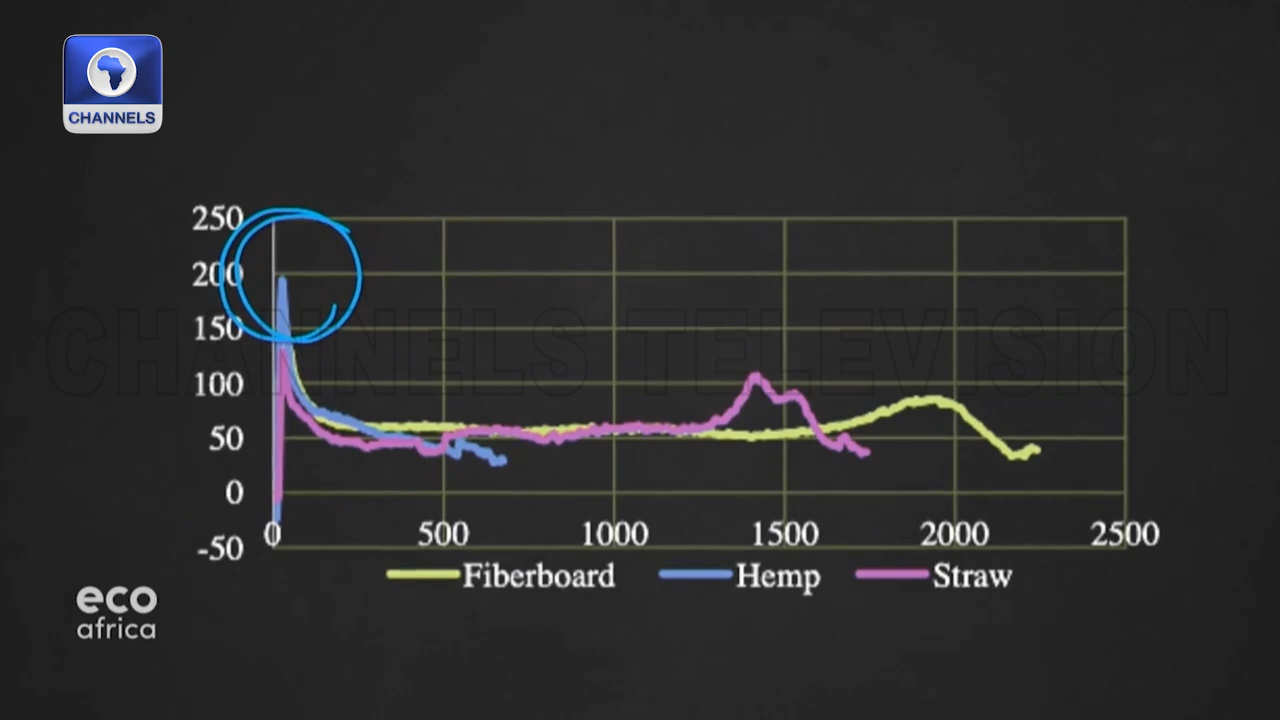 CHANNELS
250
200
150
CHANNELS TELEVISION
100
50
0
-50
0 500 1000 1500 2000 2500
Fiberboard Hemp Straw
eco
africa